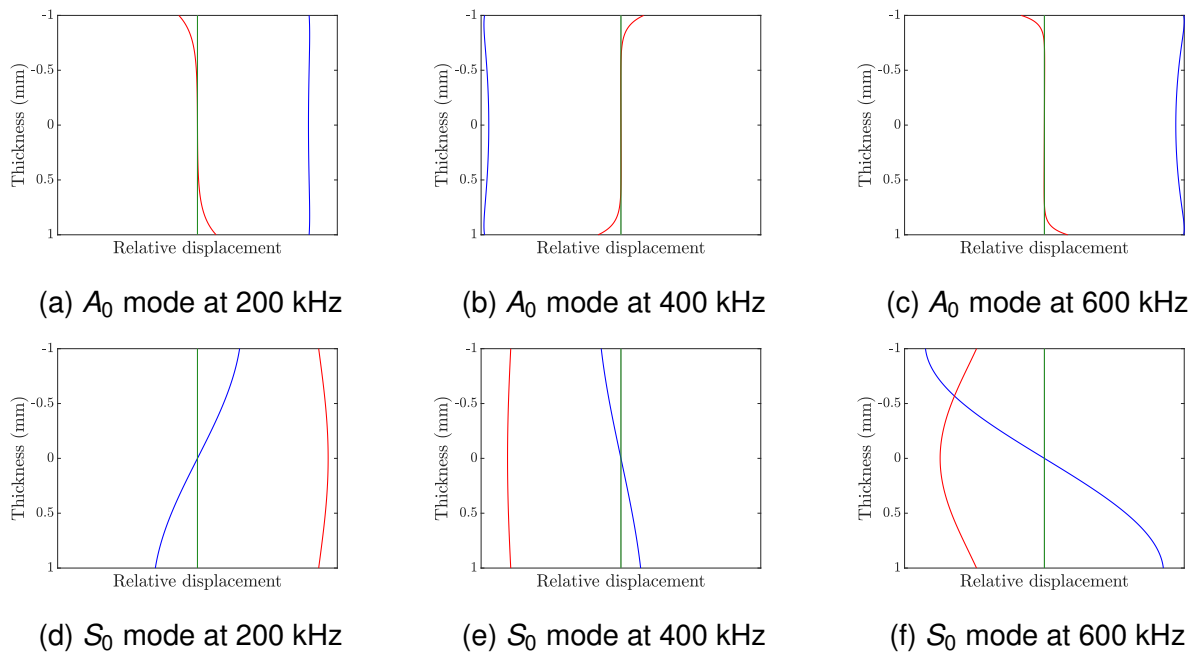 -1
-0.5
0
0.5
1
Thickness (mm)
Relative displacement
(a) A₀ mode at 200 kHz
-1
-0.5
0
0.5
1
Thickness (mm)
Relative displacement
(b) A₀ mode at 400 kHz
-1
-0.5
0
0.5
1
Thickness (mm)
Relative displacement
(c) A₀ mode at 600 kHz
-1
-0.5
0
0.5
1
Thickness (mm)
Relative displacement
(d) S₀ mode at 200 kHz
-1
-0.5
0
0.5
1
Thickness (mm)
Relative displacement
(e) S₀ mode at 400 kHz
-1
-0.5
0
0.5
1
Thickness (mm)
Relative displacement
(f) S₀ mode at 600 kHz